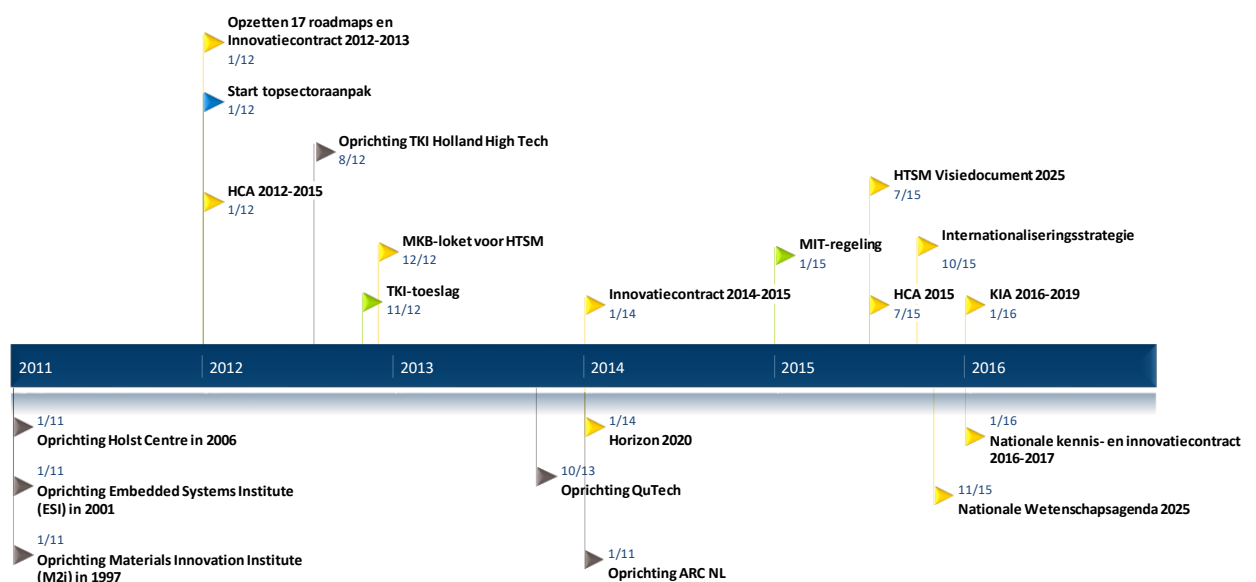 Opzetten 17 roadmaps en
Innovatiecontract 2012-2013
1/12
Start topsectoraanpak
1/12
Oprichting TKI Holland High Tech
8/12
HCA 2012-2015
1/12
MKB-loket voor HTSM
12/12
TKI-toeslag
11/12
Innovatiecontract 2014-2015
1/14
MIT-regeling
1/15
HTSM Visiedocument 2025
7/15
Internationaliseringsstrategie
10/15
HCA 2015
7/15
KIA 2016-2019
1/16
2011
2012
2013
2014
2015
2016
1/11
Oprichting Holst Centre in 2006
1/11
Oprichting Embedded Systems Institute
(ESI) in 2001
1/11
Oprichting Materials Innovation Institute
(M2i) in 1997
10/13
Oprichting QuTech
1/14
Horizon 2020
1/11
Oprichting ARC NL
1/16
Nationale kennis- en innovatiecontract
2016-2017
11/15
Nationale Wetenschapsagenda 2025